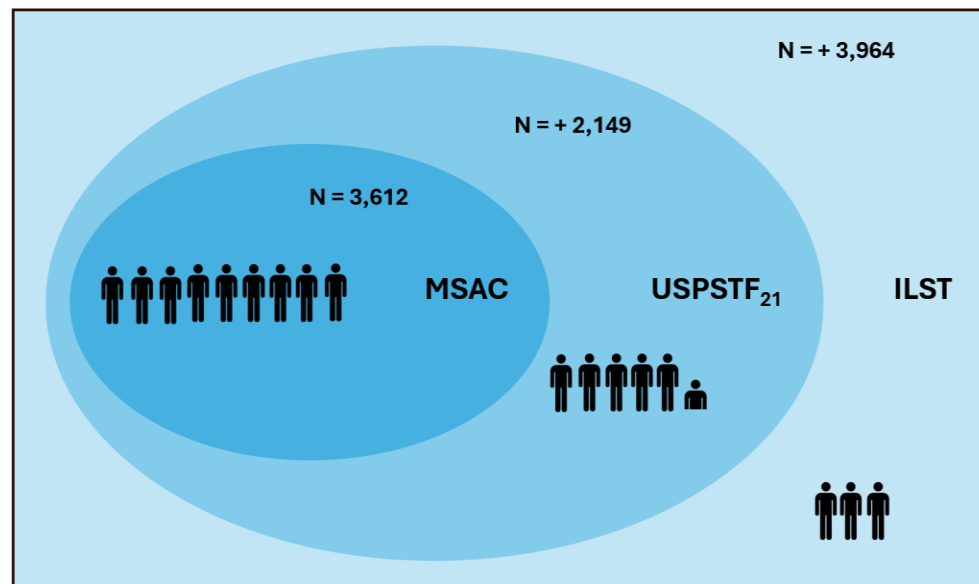 N = + 3,964
N = + 2,149
N = 3,612
MSAC
USPSTF₂₁
ILST